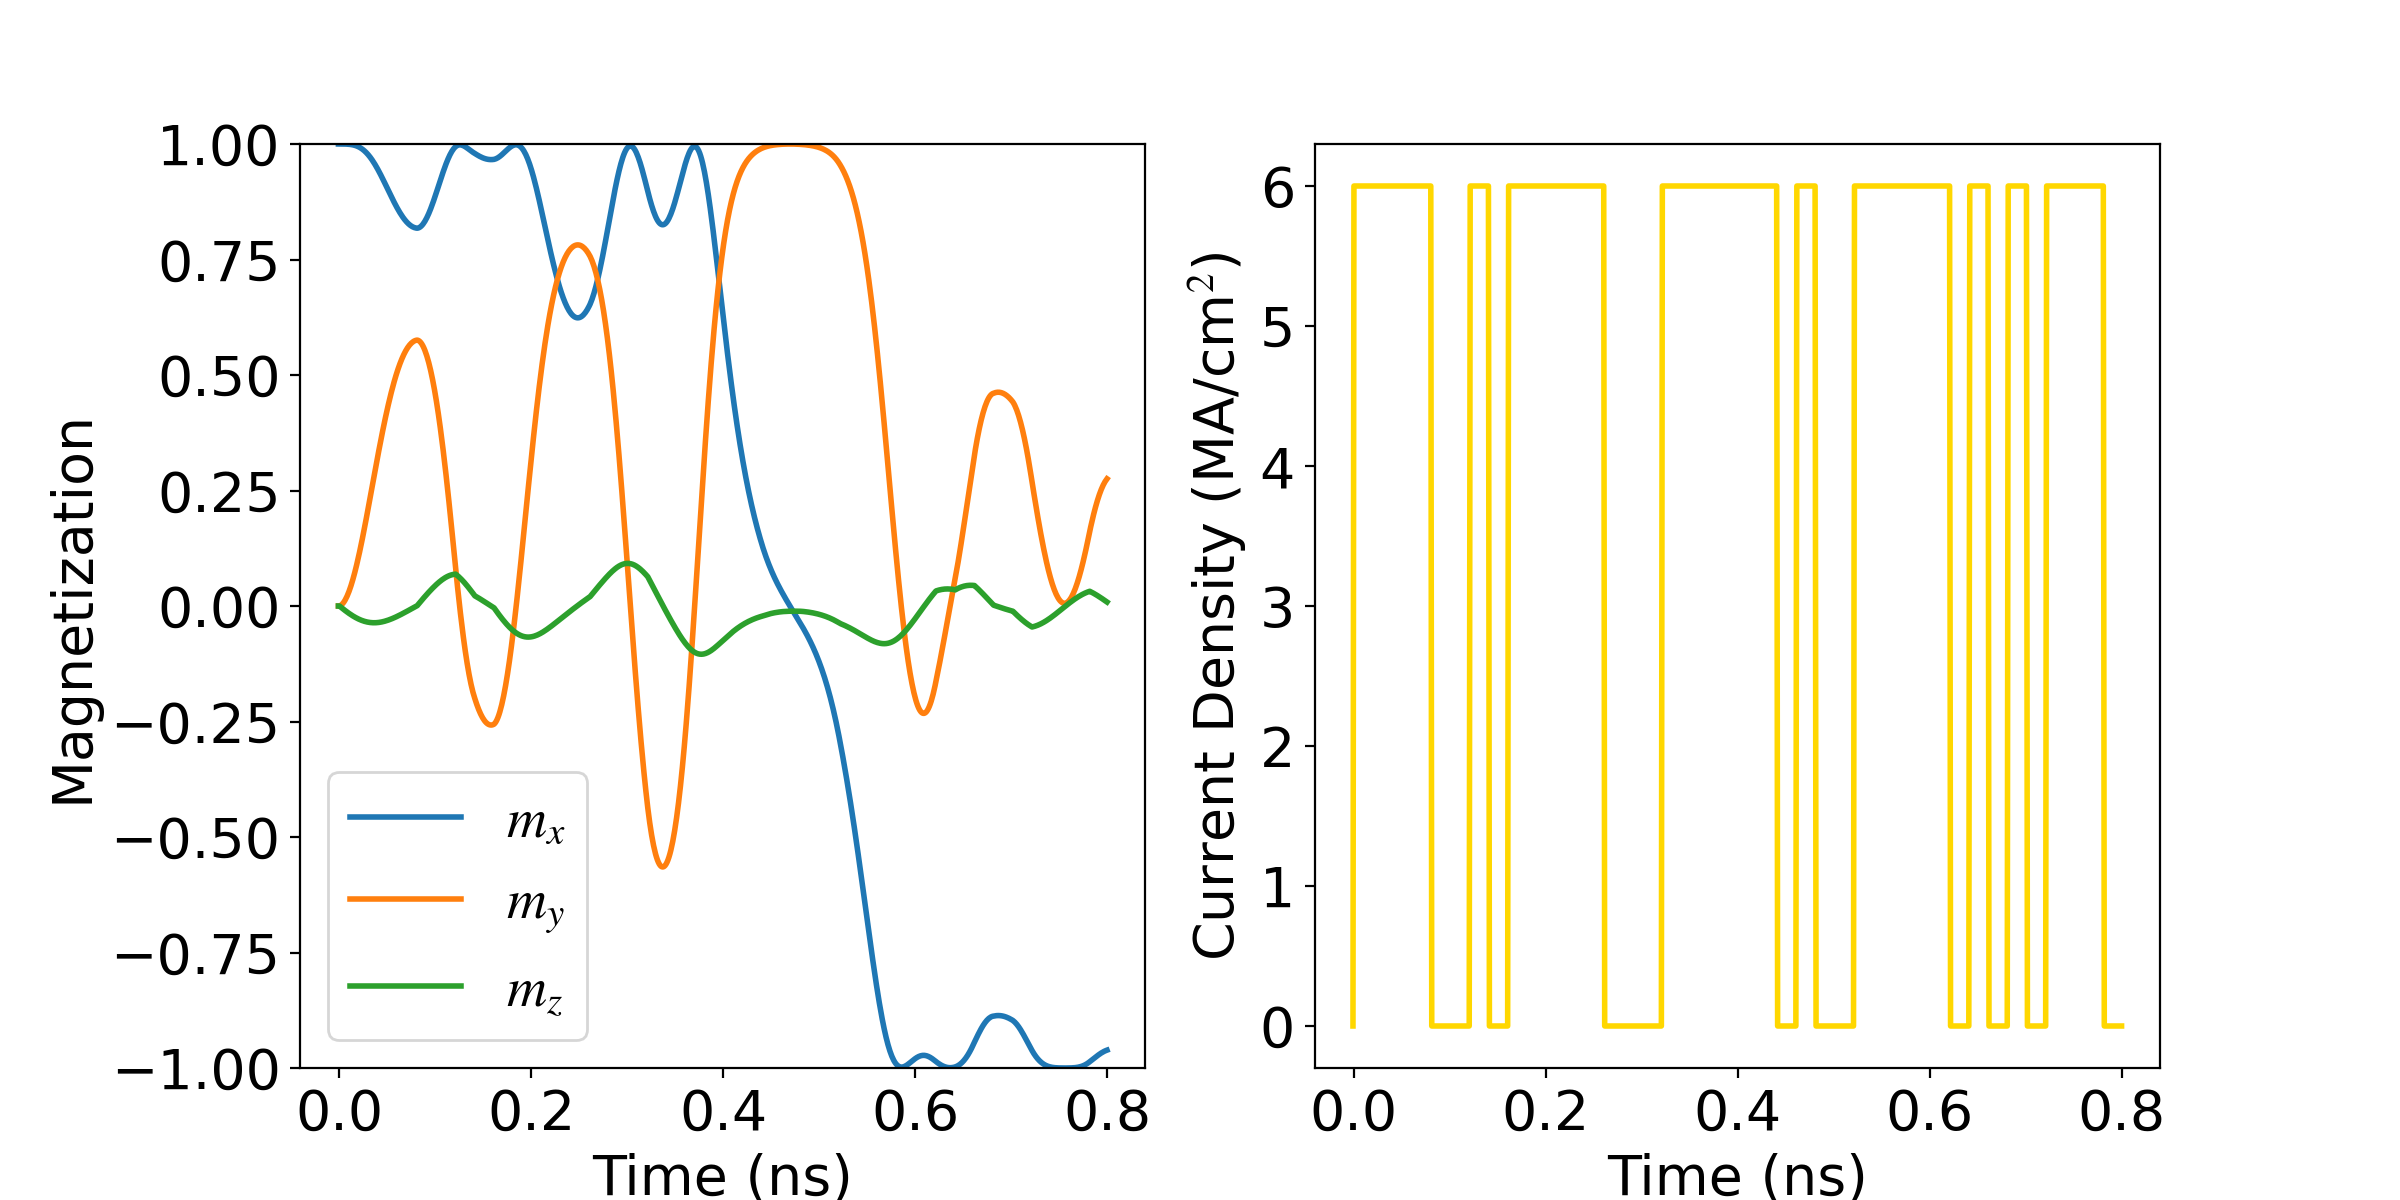 Magnetization
1.00
0.75
0.50
0.25
0.00
−0.25
−0.50
−0.75
−1.00
m_x
m_y
m_z
0.0 0.2 0.4 0.6 0.8
Time (ns)
Current Density (MA/cm²)
6
5
4
3
2
1
0
0.0 0.2 0.4 0.6 0.8
Time (ns)